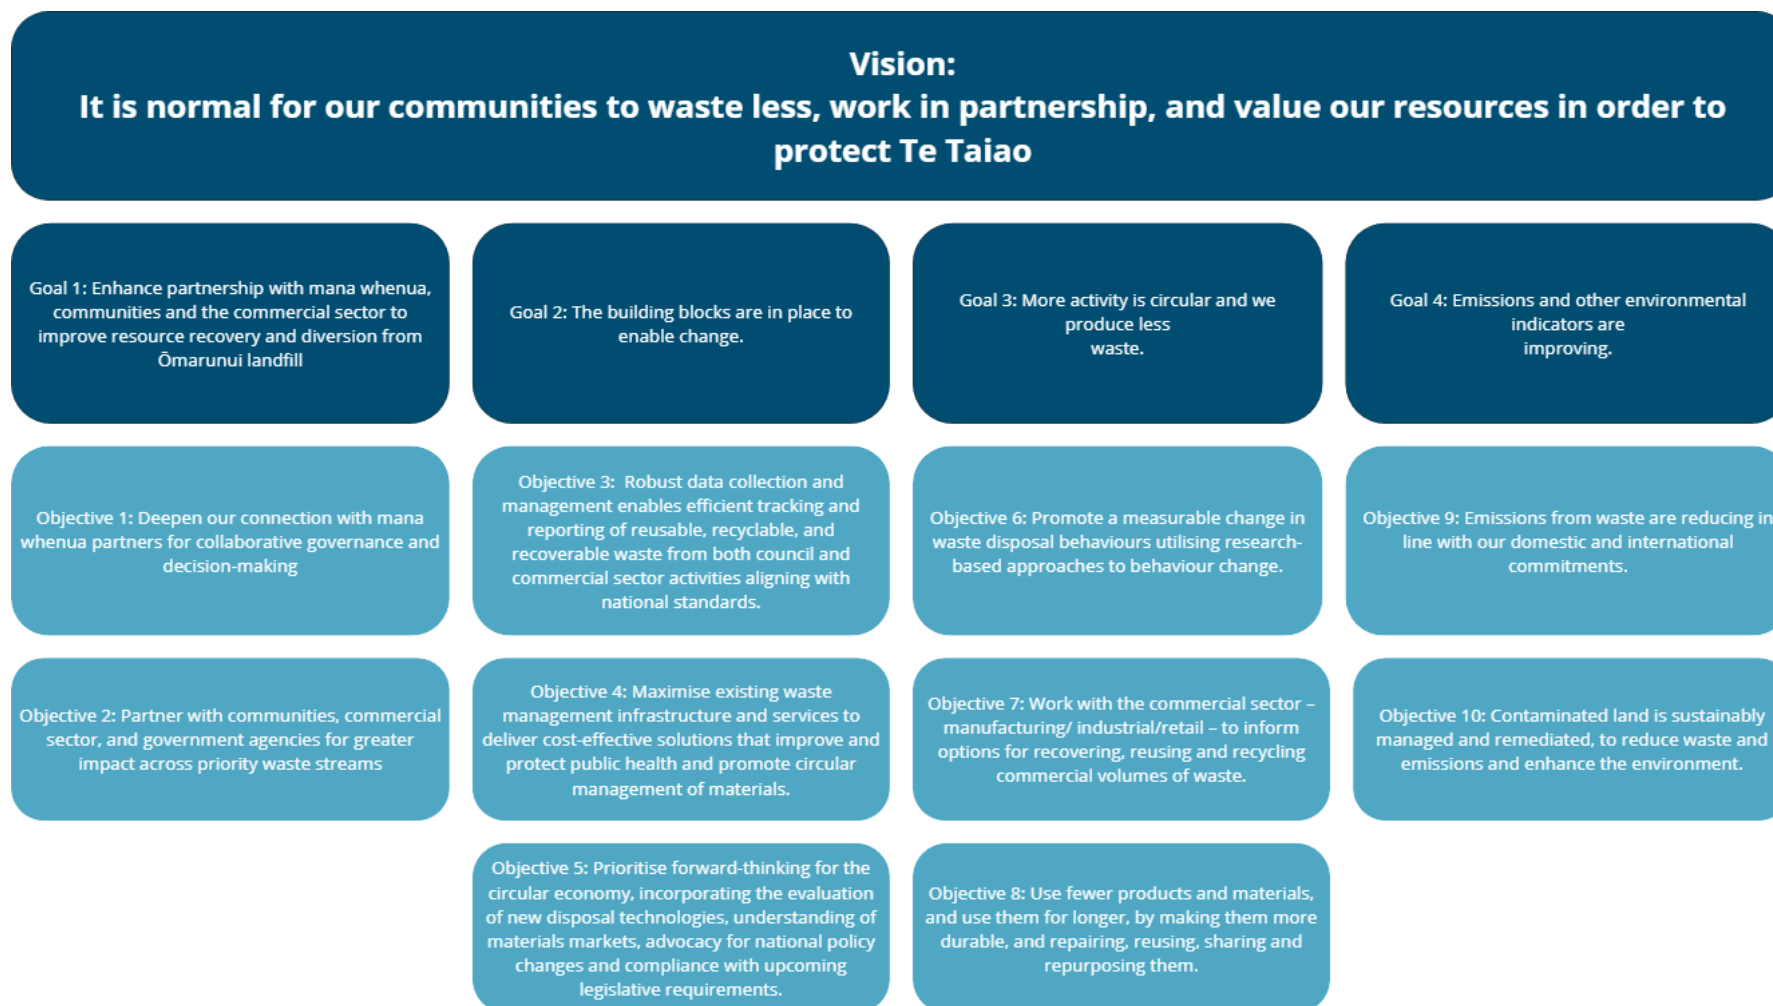 Vision:
It is normal for our communities to waste less, work in partnership, and value our resources in order to
protect Te Taiao
Goal 1: Enhance partnership with mana whenua,
communities and the commercial sector to
improve resource recovery and diversion from
Ōmarunui landfill
Goal 2: The building blocks are in place to
enable change.
Goal 3: More activity is circular and we
produce less
waste.
Goal 4: Emissions and other environmental
indicators are
improving.
Objective 1: Deepen our connection with mana
whenua partners for collaborative governance and
decision-making
Objective 3:  Robust data collection and
management enables efficient tracking and
reporting of reusable, recyclable, and
recoverable waste from both council and
commercial sector activities aligning with
national standards.
Objective 6: Promote a measurable change in
waste disposal behaviours utilising research-
based approaches to behaviour change.
Objective 9: Emissions from waste are reducing in
line with our domestic and international
commitments.
Objective 2: Partner with communities, commercial
sector, and government agencies for greater
impact across priority waste streams
Objective 4: Maximise existing waste
management infrastructure and services to
deliver cost-effective solutions that improve and
protect public health and promote circular
management of materials.
Objective 7: Work with the commercial sector –
manufacturing/ industrial/retail – to inform
options for recovering, reusing and recycling
commercial volumes of waste.
Objective 10: Contaminated land is sustainably
managed and remediated, to reduce waste and
emissions and enhance the environment.
Objective 5: Prioritise forward-thinking for the
circular economy, incorporating the evaluation
of new disposal technologies, understanding of
materials markets, advocacy for national policy
changes and compliance with upcoming
legislative requirements.
Objective 8: Use fewer products and materials,
and use them for longer, by making them more
durable, and repairing, reusing, sharing and
repurposing them.